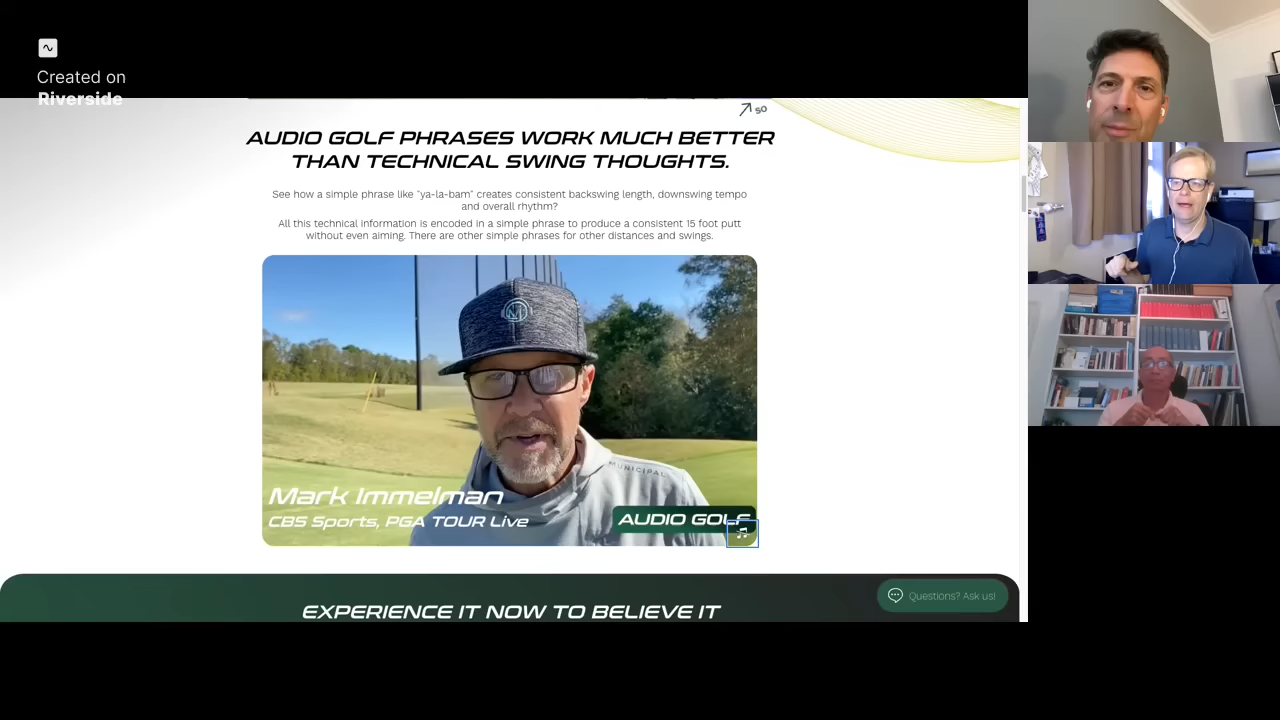 Created on
Riverside
50
AUDIO GOLF PHRASES WORK MUCH BETTER
THAN TECHNICAL SWING THOUGHTS.
See how a simple phrase like "ya-la-bam" creates consistent backswing length, downswing tempo
and overall rhythm?
All this technical information is encoded in a simple phrase to produce a consistent 15 foot putt
without even aiming. There are other simple phrases for other distances and swings.
MUNICIPAL
Mark Immelman
CBS Sports, PGA TOUR Live
AUDIO GOLF
EXPERIENCE IT NOW TO BELIEVE IT
Questions? Ask us!